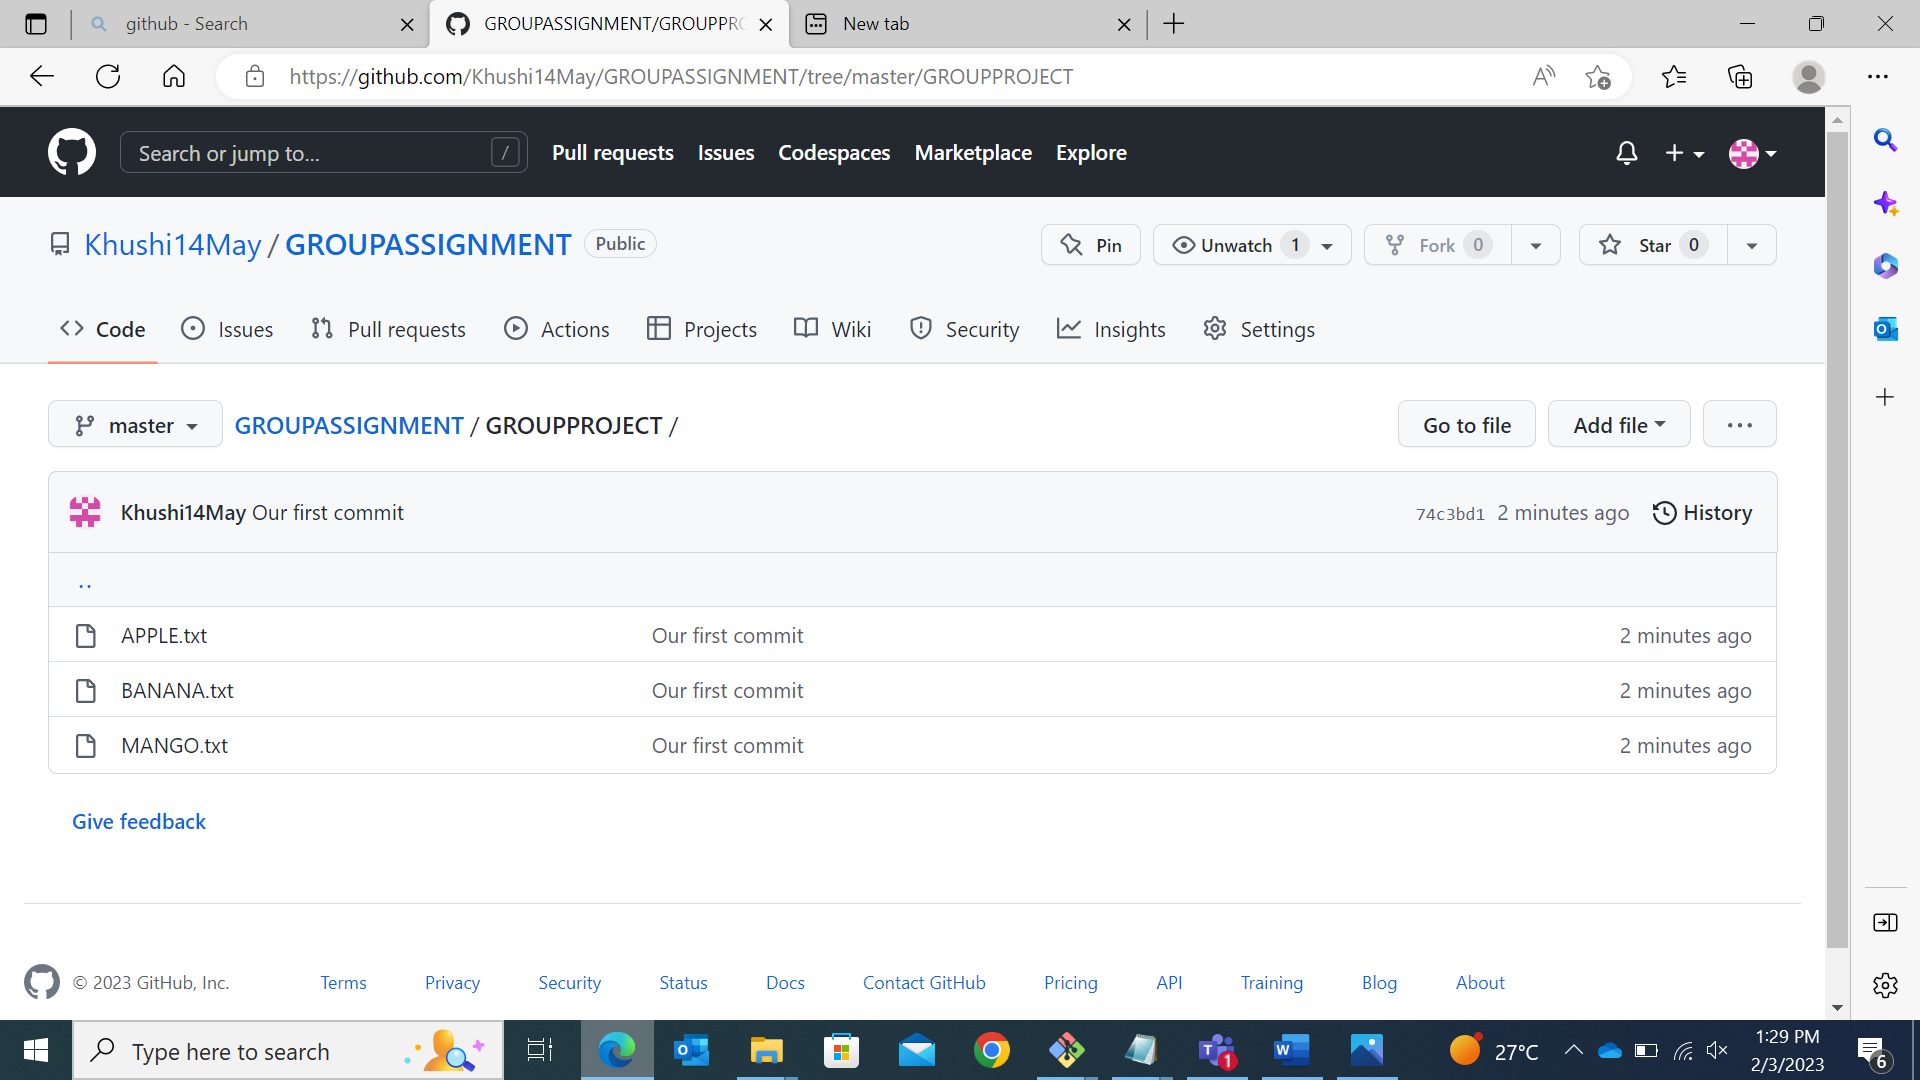 github - Search
GROUPASSIGNMENT/GROUPPRO
New tab
https://github.com/Khushi14May/GROUPASSIGNMENT/tree/master/GROUPPROJECT
Search or jump to... /
Pull requests Issues Codespaces Marketplace Explore
Khushi14May / GROUPASSIGNMENT Public
Pin Unwatch 1 Fork 0 Star 0
Code Issues Pull requests Actions Projects Wiki Security Insights Settings
master GROUPASSIGNMENT / GROUPPROJECT /
Go to file Add file ...
Khushi14May Our first commit 74c3bd1 2 minutes ago History
..
APPLE.txt Our first commit 2 minutes ago
BANANA.txt Our first commit 2 minutes ago
MANGO.txt Our first commit 2 minutes ago
Give feedback
© 2023 GitHub, Inc. Terms Privacy Security Status Docs Contact GitHub Pricing API Training Blog About
Type here to search
1
27°C
1:29 PM
2/3/2023
6